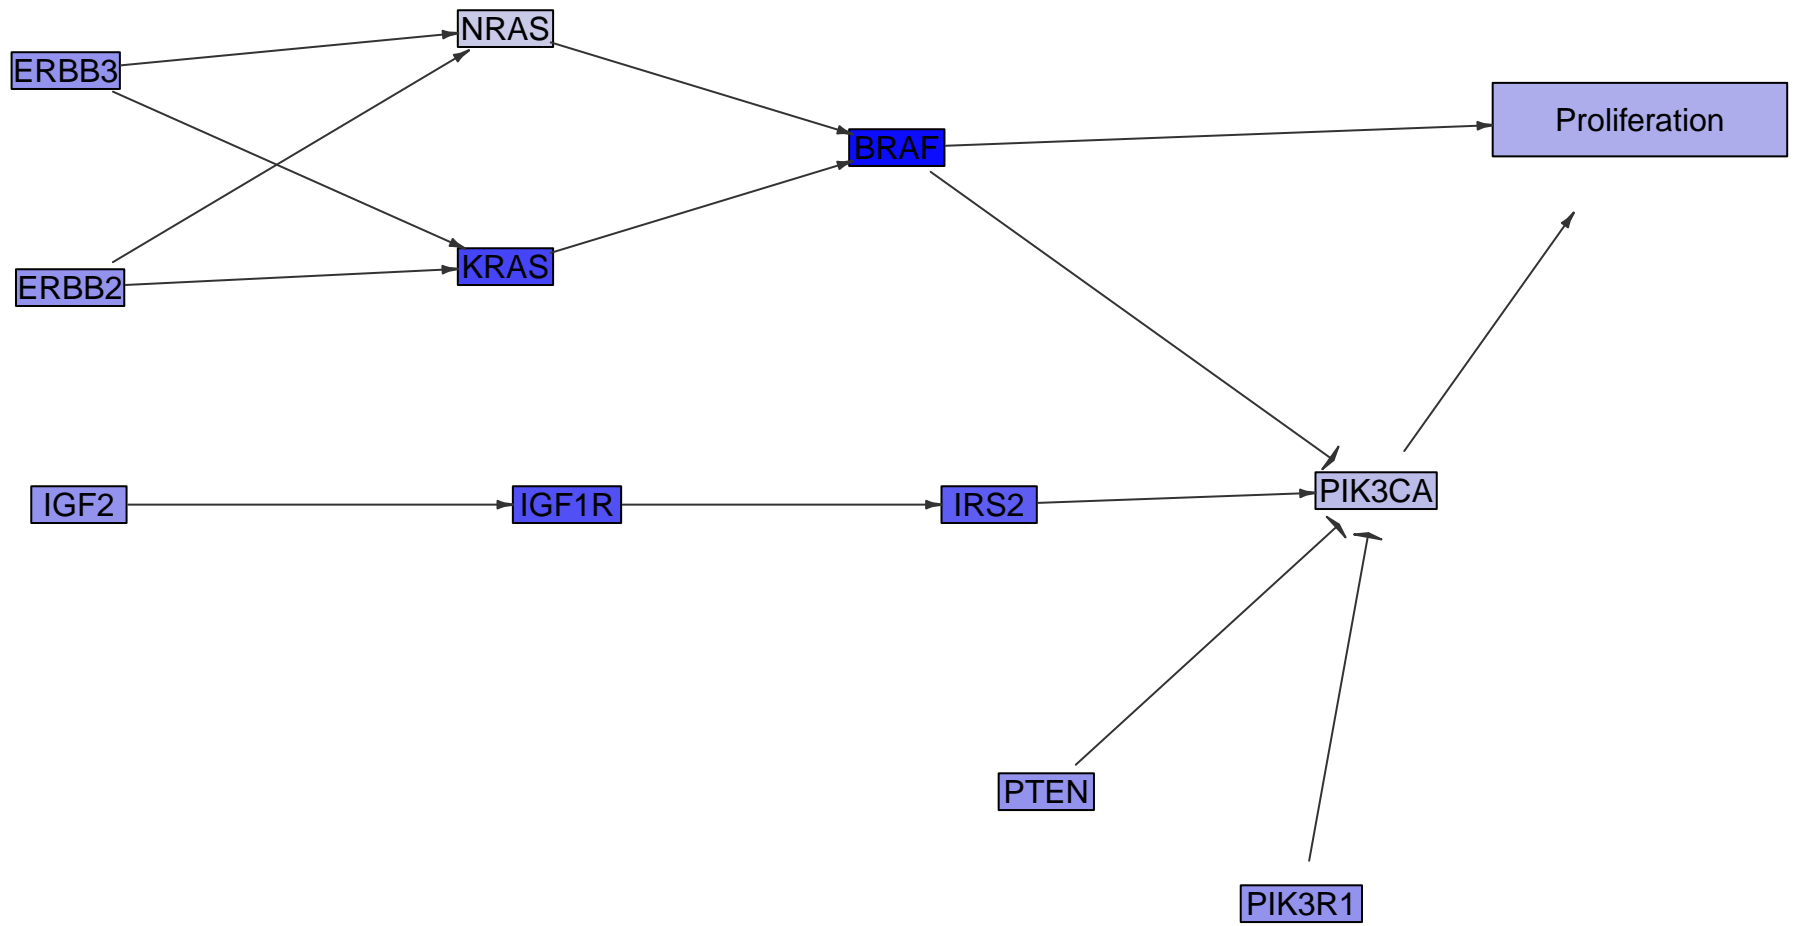 NRAS
ERBB3
Proliferation
BRAF
KRAS
ERBB2
PIK3CA
IGF2
IGF1R
IRS2
PTEN
PIK3R1